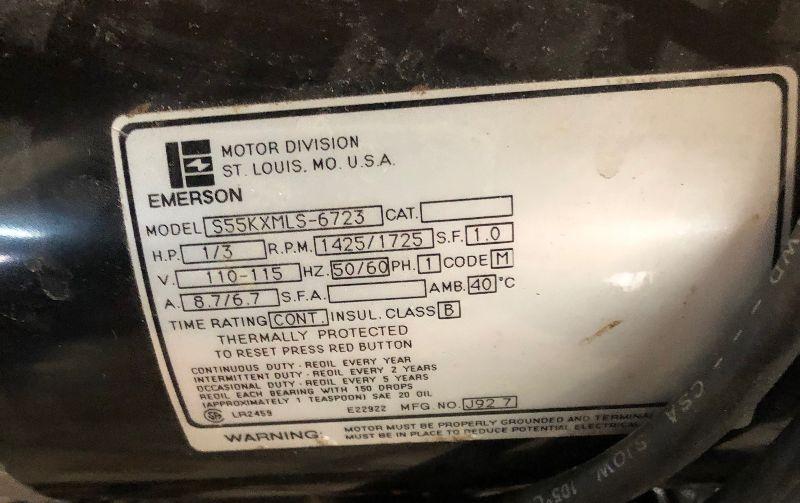 MOTOR DIVISION
ST. LOUIS, MO. U.S.A.
EMERSON
MODEL S55KXMLS-6723 CAT.
H.P. 1/3 R.P.M. 1425/1725 S.F. 1.0
V. 110-115 HZ. 50/60 PH. 1 CODE M
A. 8.7/6.7 S.F.A. AMB. 40 °C
TIME RATING CONT. INSUL. CLASS B
THERMALLY PROTECTED
TO RESET PRESS RED BUTTON
CONTINUOUS DUTY - REOIL EVERY YEAR
INTERMITTENT DUTY - REOIL EVERY 2 YEARS
OCCASIONAL DUTY - REOIL EVERY 5 YEARS
REOIL EACH BEARING WITH 150 DROPS
(APPROXIMATELY 1 TEASPOON) SAE 20 OIL
LR2459 E22922 MFG. NO. J92 7
WARNING: MOTOR MUST BE PROPERLY GROUNDED AND TERMINAL
MUST BE IN PLACE TO REDUCE POTENTIAL ELECTRICAL
CSA SJOW 105°C